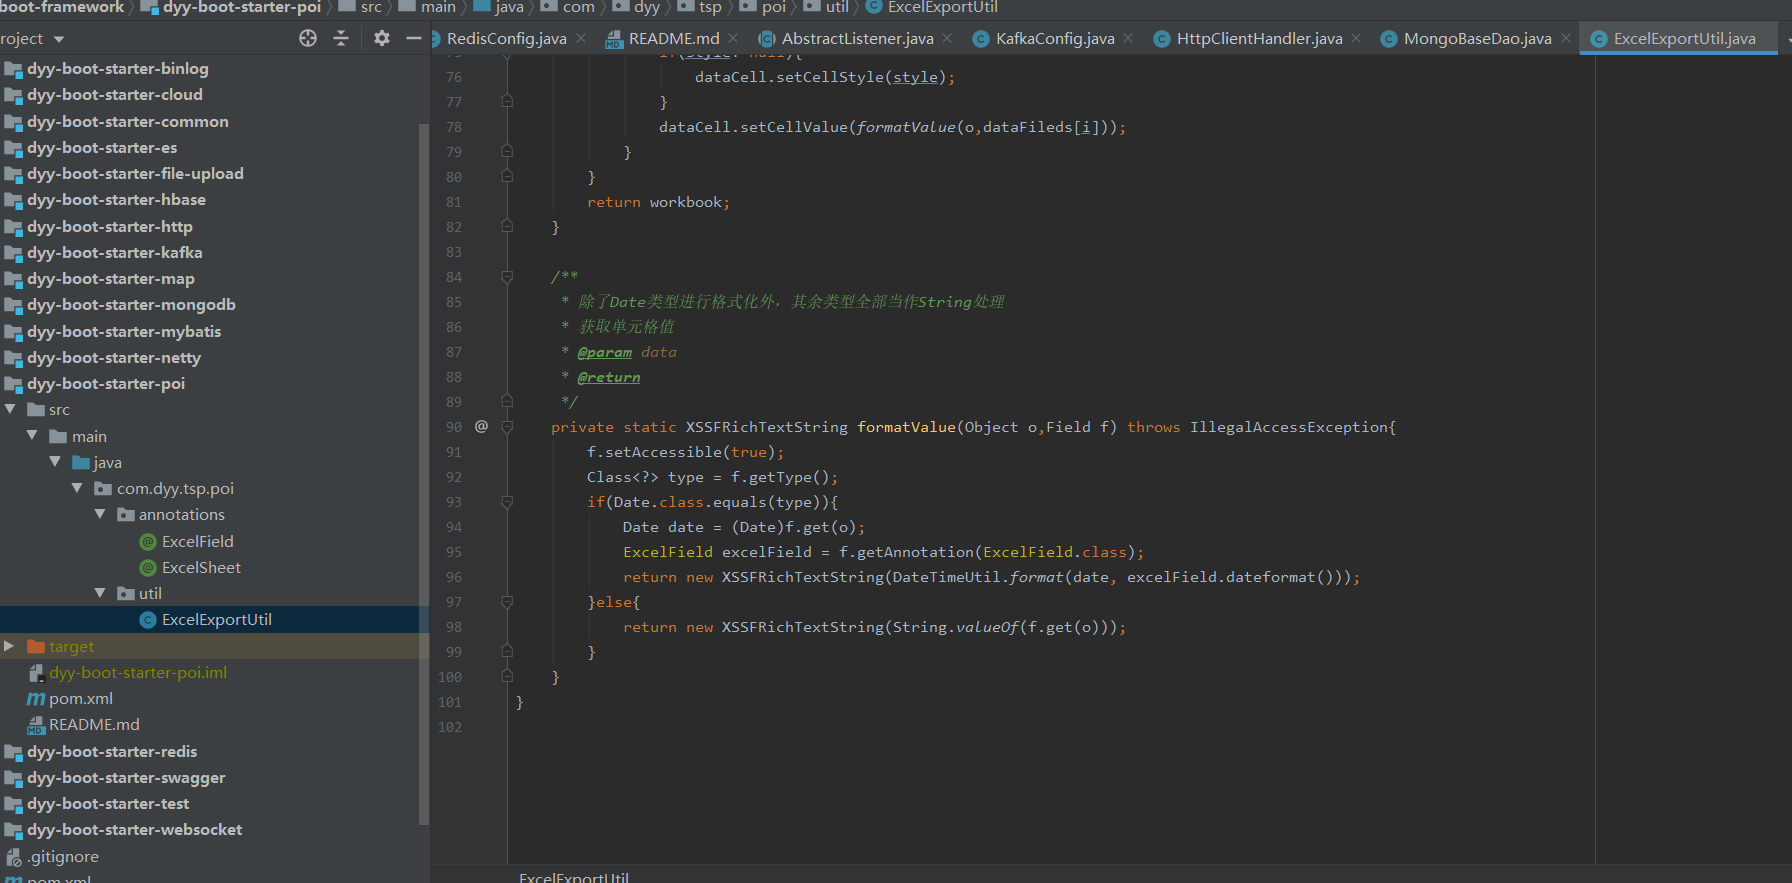 boot-framework dyy-boot-starter-poi src main java com dyy tsp poi util ExcelExportUtil
roject
RedisConfig.java README.md AbstractListener.java KafkaConfig.java HttpClientHandler.java MongoBaseDao.java ExcelExportUtil.java
dyy-boot-starter-binlog
dyy-boot-starter-cloud
dyy-boot-starter-common
dyy-boot-starter-es
dyy-boot-starter-file-upload
dyy-boot-starter-hbase
dyy-boot-starter-http
dyy-boot-starter-kafka
dyy-boot-starter-map
dyy-boot-starter-mongodb
dyy-boot-starter-mybatis
dyy-boot-starter-netty
dyy-boot-starter-poi
src
main
java
com.dyy.tsp.poi
annotations
ExcelField
ExcelSheet
util
ExcelExportUtil
target
dyy-boot-starter-poi.iml
pom.xml
README.md
dyy-boot-starter-redis
dyy-boot-starter-swagger
dyy-boot-starter-test
dyy-boot-starter-websocket
.gitignore
pom.xml
76 dataCell.setCellStyle(style);
77 }
78 dataCell.setCellValue(formatValue(o,dataFileds[i]));
79 }
80 }
81 return workbook;
82 }
83
84 /**
85 * 除了Date类型进行格式化外，其余类型全部当作String处理
86 * 获取单元格值
87 * @param data
88 * @return
89 */
90 @ private static XSSFRichTextString formatValue(Object o,Field f) throws IllegalAccessException{
91 f.setAccessible(true);
92 Class<?> type = f.getType();
93 if(Date.class.equals(type)){
94 Date date = (Date)f.get(o);
95 ExcelField excelField = f.getAnnotation(ExcelField.class);
96 return new XSSFRichTextString(DateTimeUtil.format(date, excelField.dateformat()));
97 }else{
98 return new XSSFRichTextString(String.valueOf(f.get(o)));
99 }
100 }
101 }
102
ExcelExportUtil